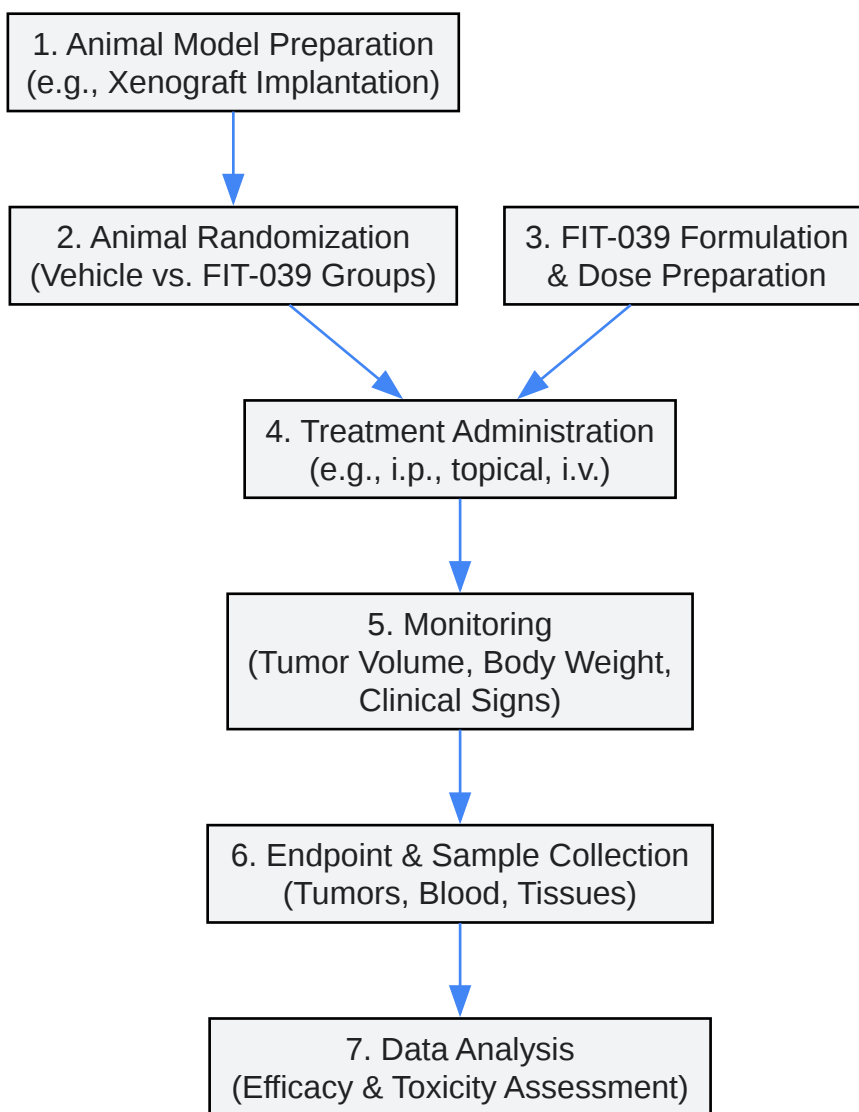 1. Animal Model Preparation
(e.g., Xenograft Implantation)
2. Animal Randomization
(Vehicle vs. FIT-039 Groups)
3. FIT-039 Formulation
& Dose Preparation
4. Treatment Administration
(e.g., i.p., topical, i.v.)
5. Monitoring
(Tumor Volume, Body Weight,
Clinical Signs)
6. Endpoint & Sample Collection
(Tumors, Blood, Tissues)
7. Data Analysis
(Efficacy & Toxicity Assessment)